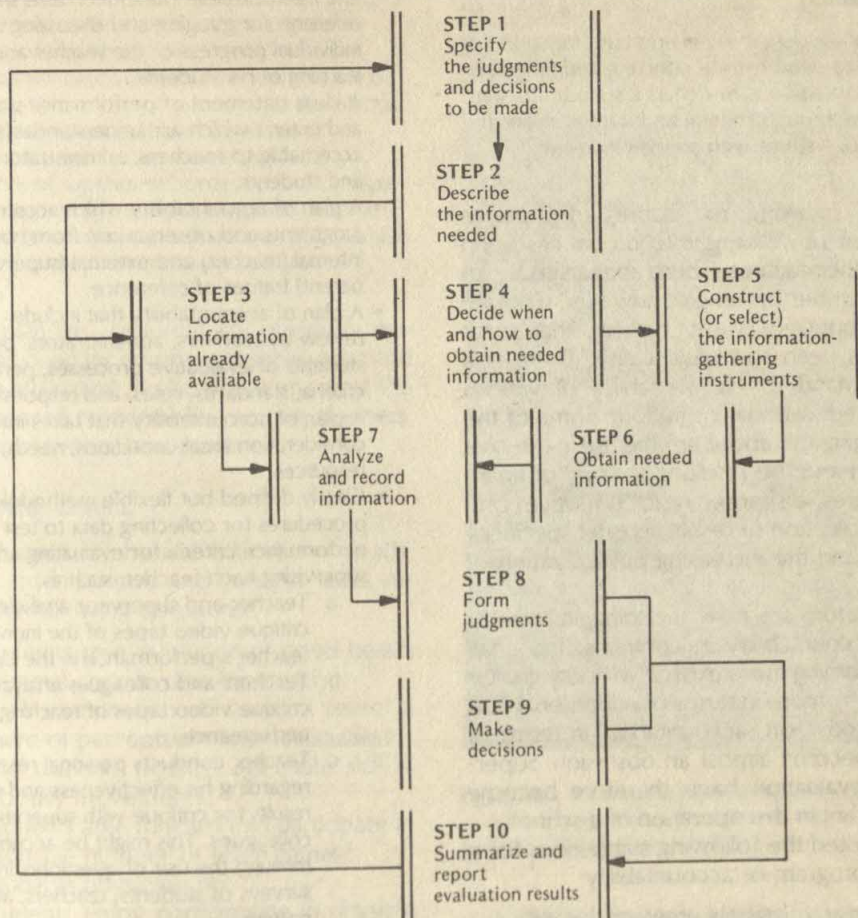 STEP 1
Specify
the judgments
and decisions
to be made
STEP 2
Describe
the information
needed
STEP 3
Locate
information
already
available
STEP 4
Decide when
and how to
obtain needed
information
STEP 5
Construct
(or select)
the information-
gathering
instruments
STEP 6
Obtain needed
information
STEP 7
Analyze
and record
information
STEP 8
Form
judgments
STEP 9
Make
decisions
STEP 10
Summarize and
report
evaluation results